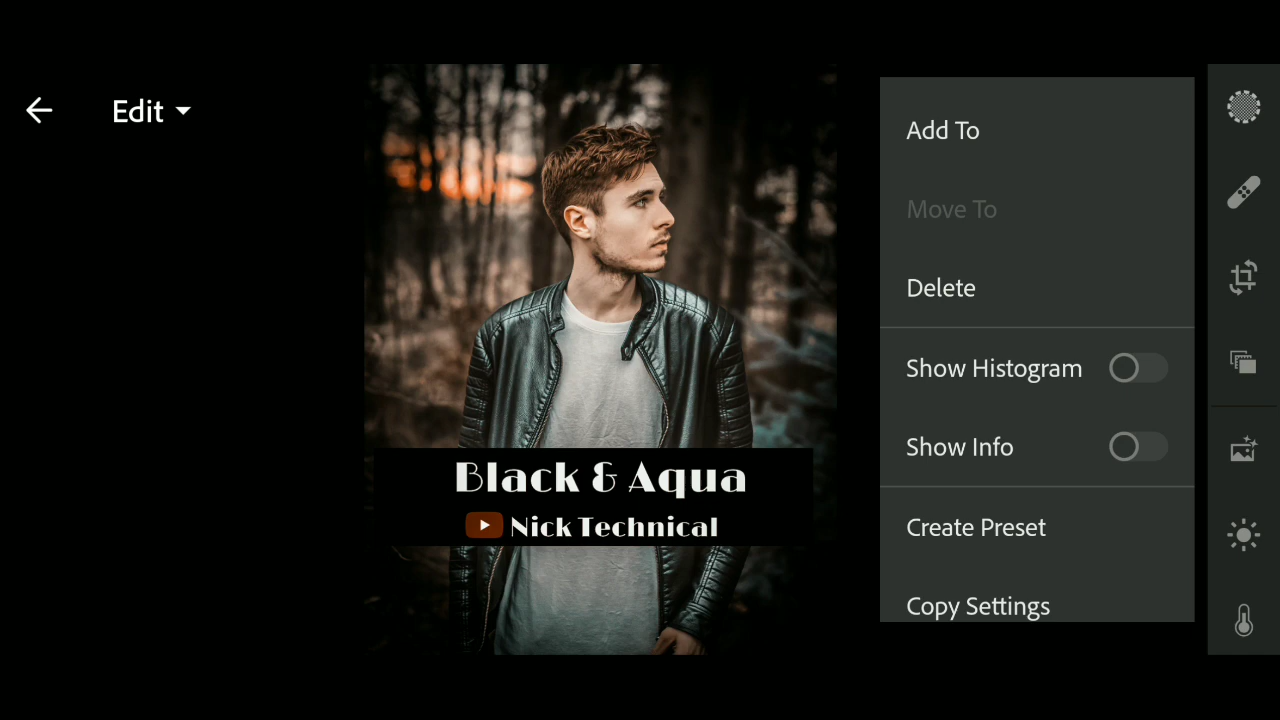 Edit
Add To
Move To
Delete
Show Histogram
Show Info
Create Preset
Copy Settings
Black & Aqua
Nick Technical